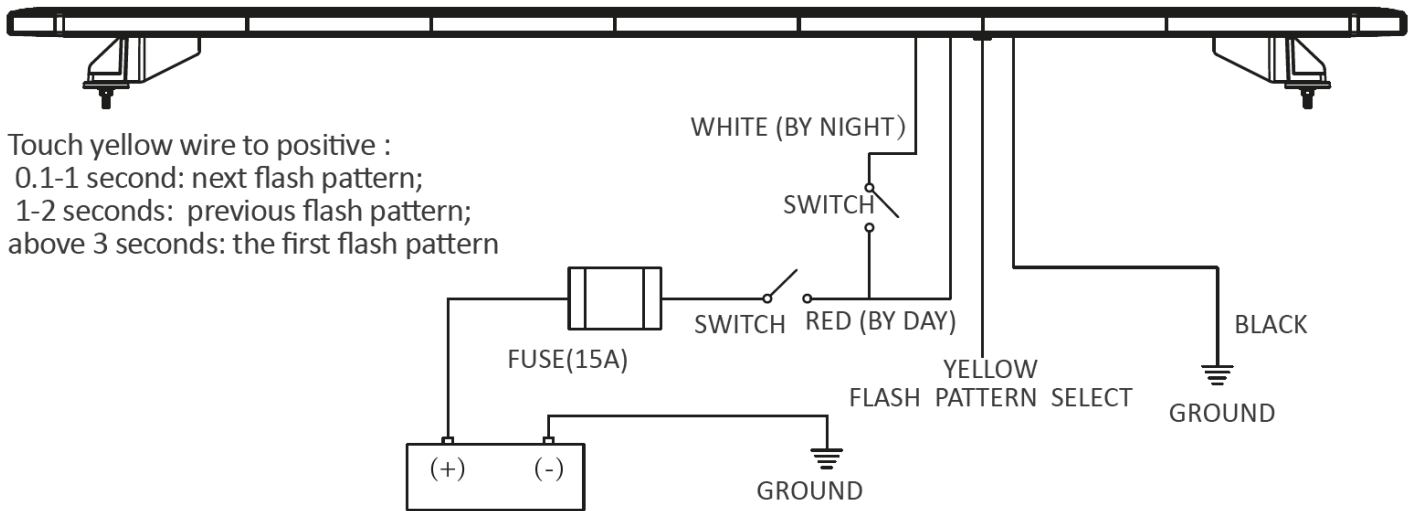 WHITE (BY NIGHT)
Touch yellow wire to positive :
0.1-1 second: next flash pattern;
1-2 seconds: previous flash pattern;
above 3 seconds: the first flash pattern
SWITCH
SWITCH
RED (BY DAY)
BLACK
FUSE(15A)
YELLOW
FLASH PATTERN SELECT
GROUND
(+)
(-)
GROUND